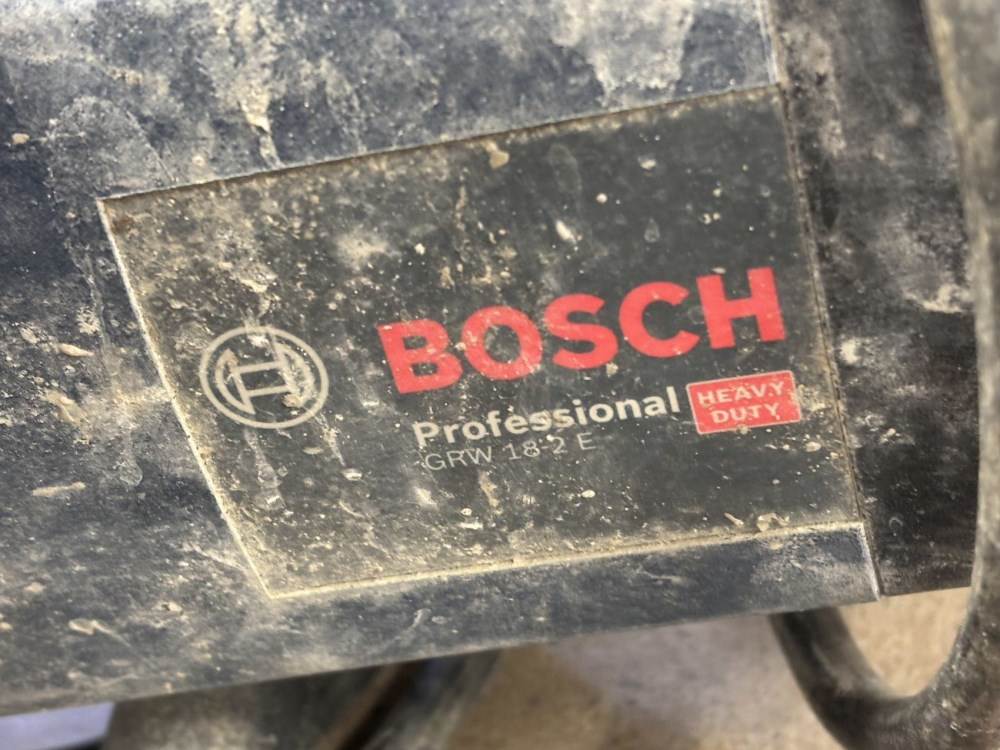 BOSCH
Professional HEAVY DUTY
GRW 18-2 E